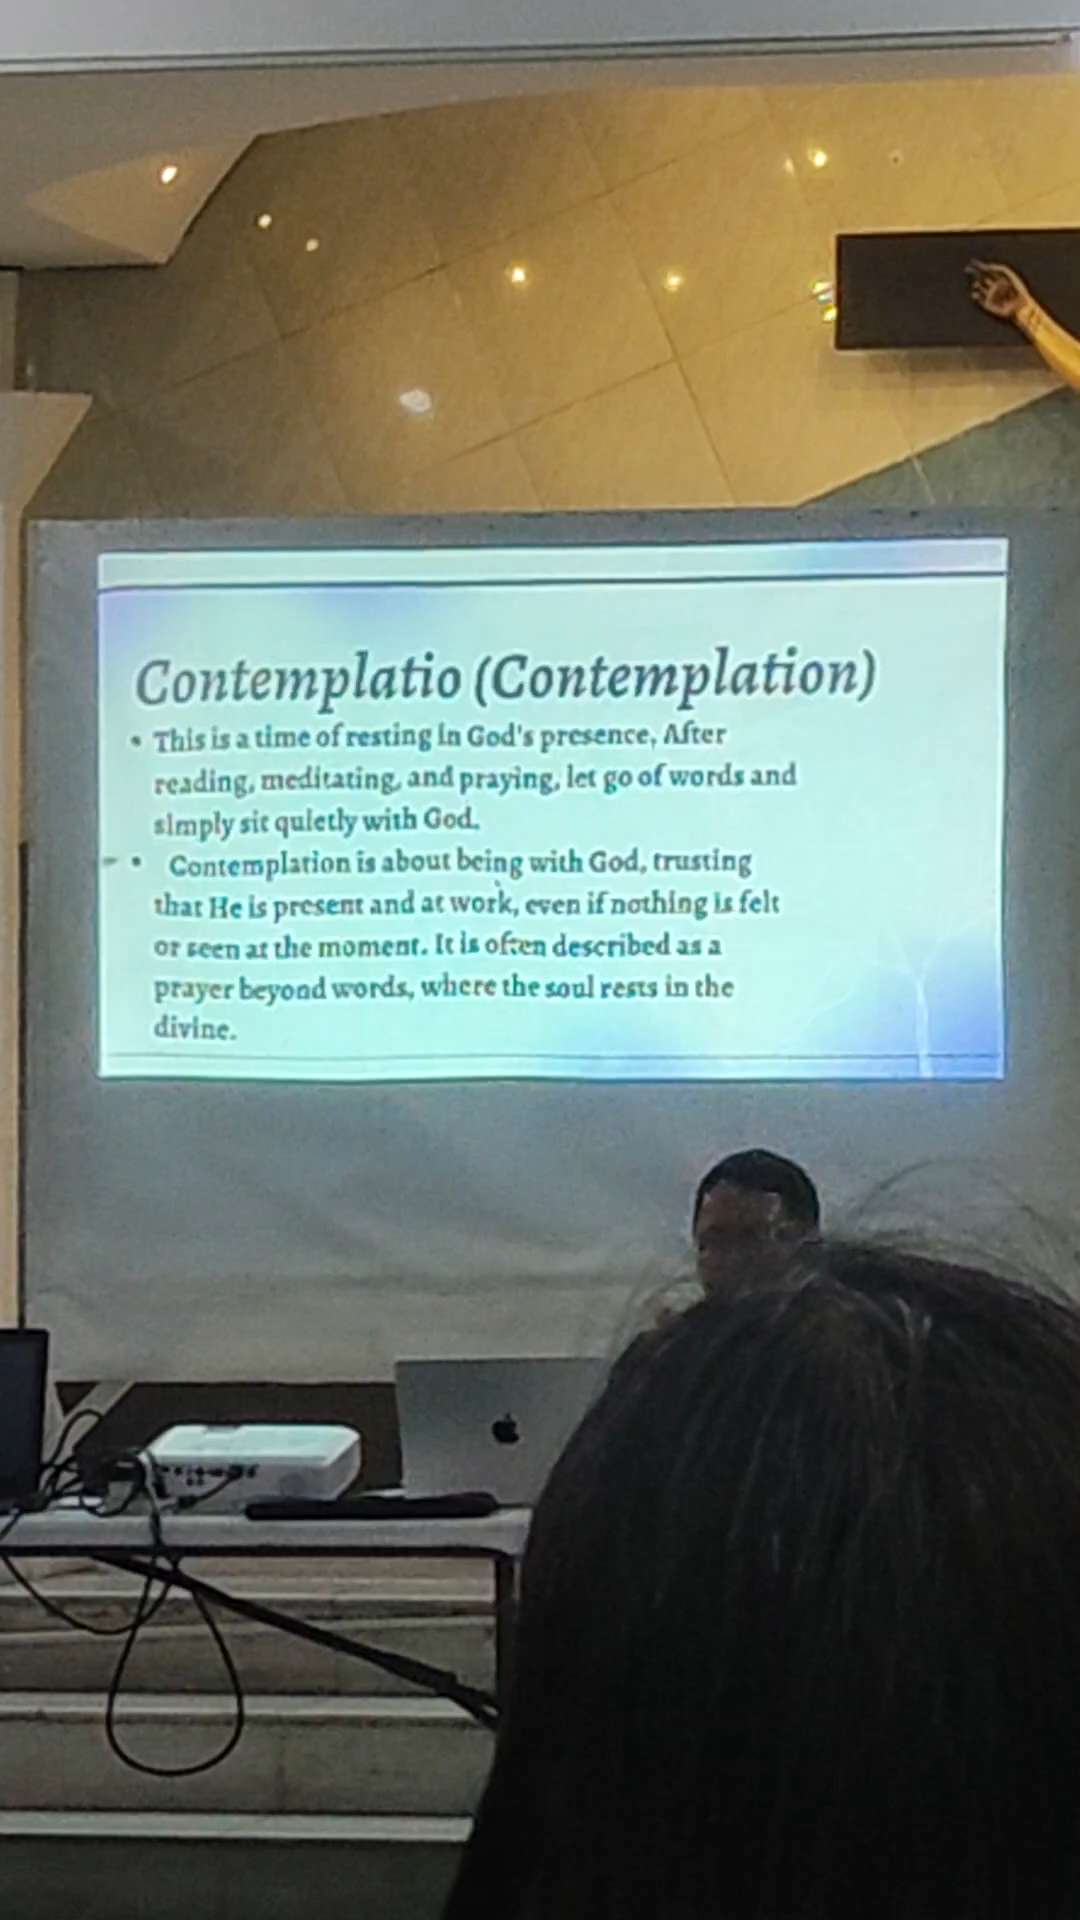 Contemplatio (Contemplation)
• This is a time of resting in God's presence, After
reading, meditating, and praying, let go of words and
simply sit quietly with God.
• Contemplation is about being with God, trusting
that He is present and at work, even if nothing is felt
or seen at the moment. It is often described as a
prayer beyond words, where the soul rests in the
divine.